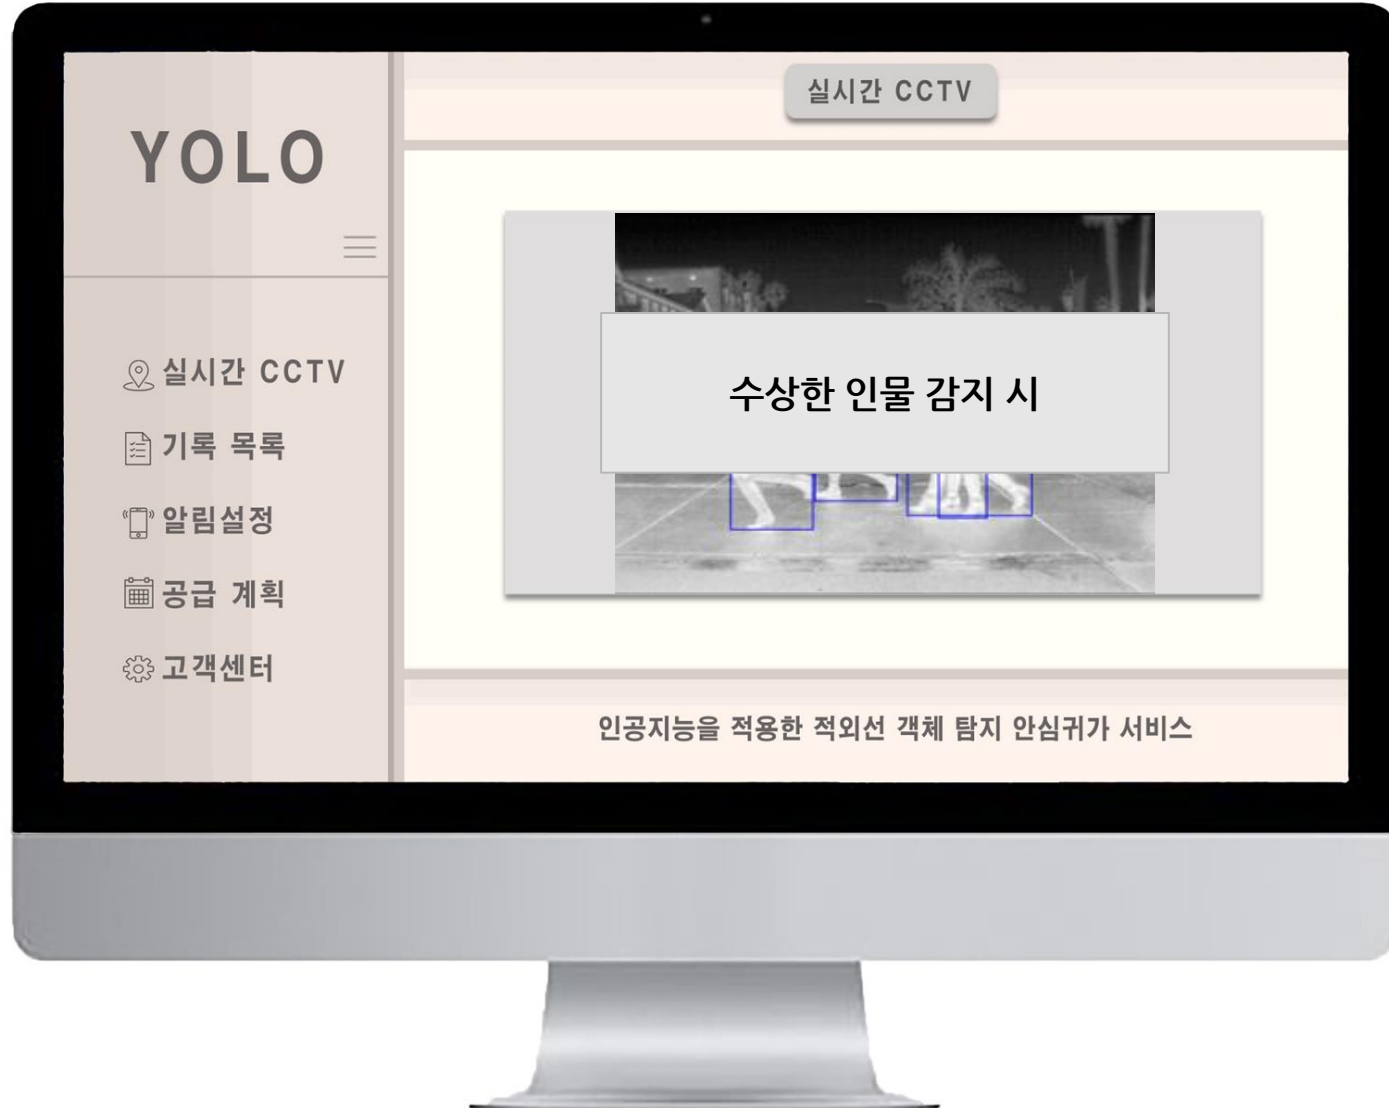 YOLO
실시간 CCTV
기록 목록
알림설정
공급 계획
고객센터
실시간 CCTV
수상한 인물 감지 시
인공지능을 적용한 적외선 객체 탐지 안심귀가 서비스